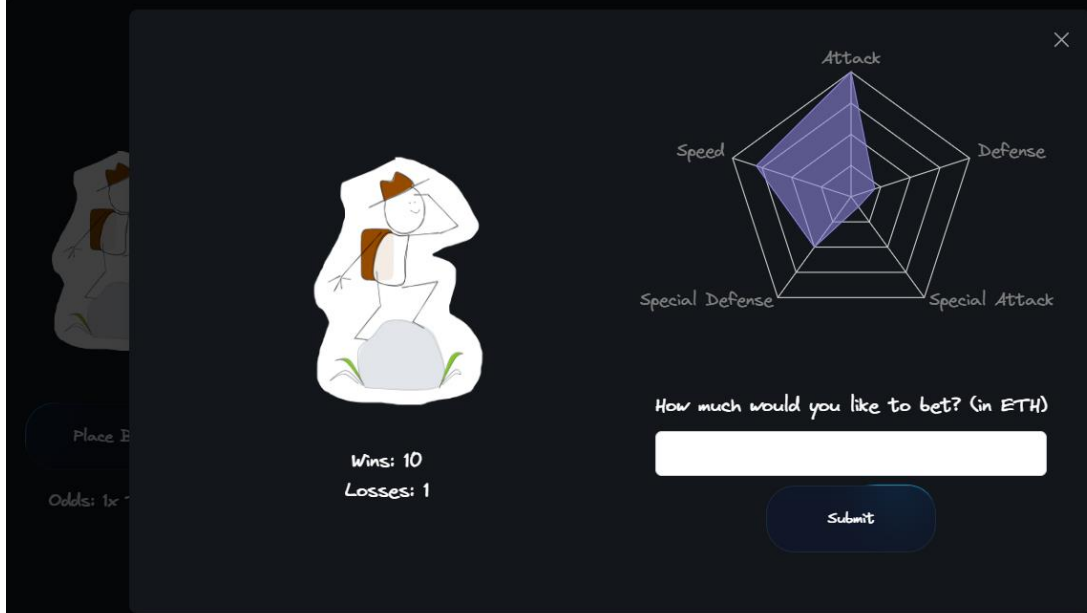 Attack
Speed
Defense
Special Defense
Special Attack
How much would you like to bet? (in ETH)
Place
Wins: 10
Losses: 1
Odds: 1x
Submit